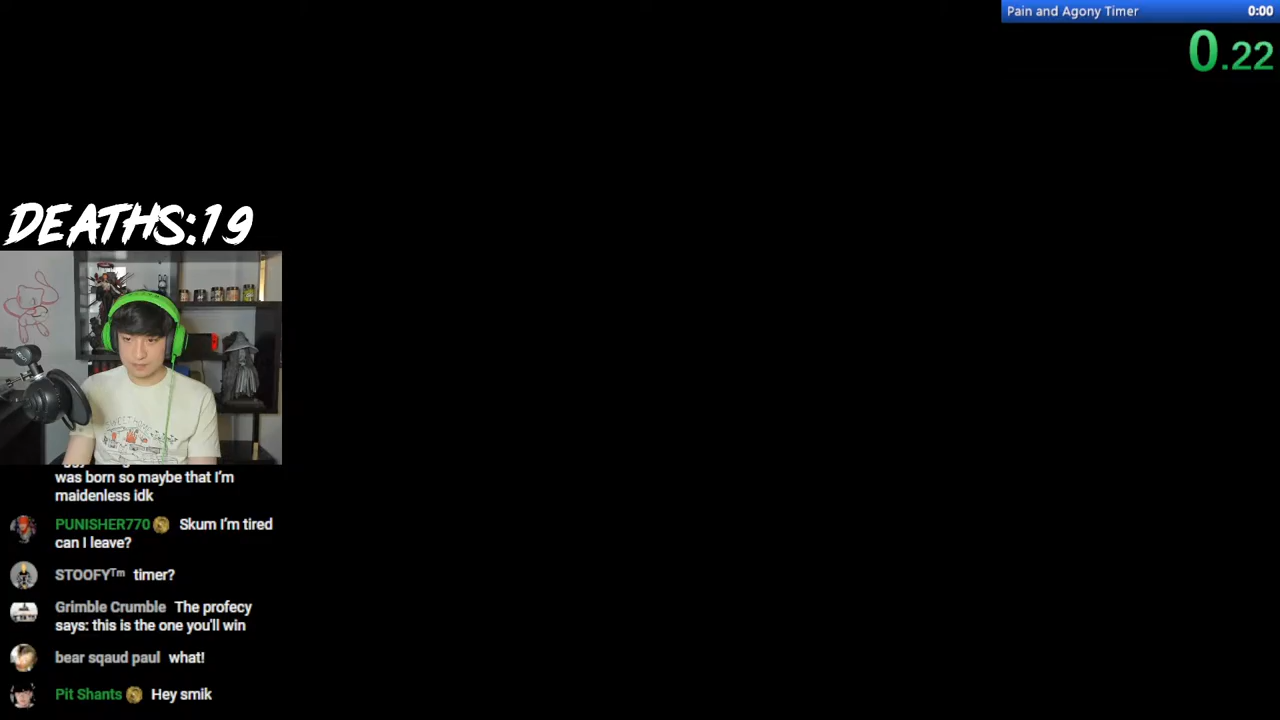 Pain and Agony Timer 0:00
0.22
DEATHS:19
was born so maybe that I'm
maidenless idk
PUNISHER770 Skum I'm tired
can I leave?
STOOFYᵀᵐ timer?
Grimble Crumble The profecy
says: this is the one you'll win
bear sqaud paul what!
Pit Shants Hey smik